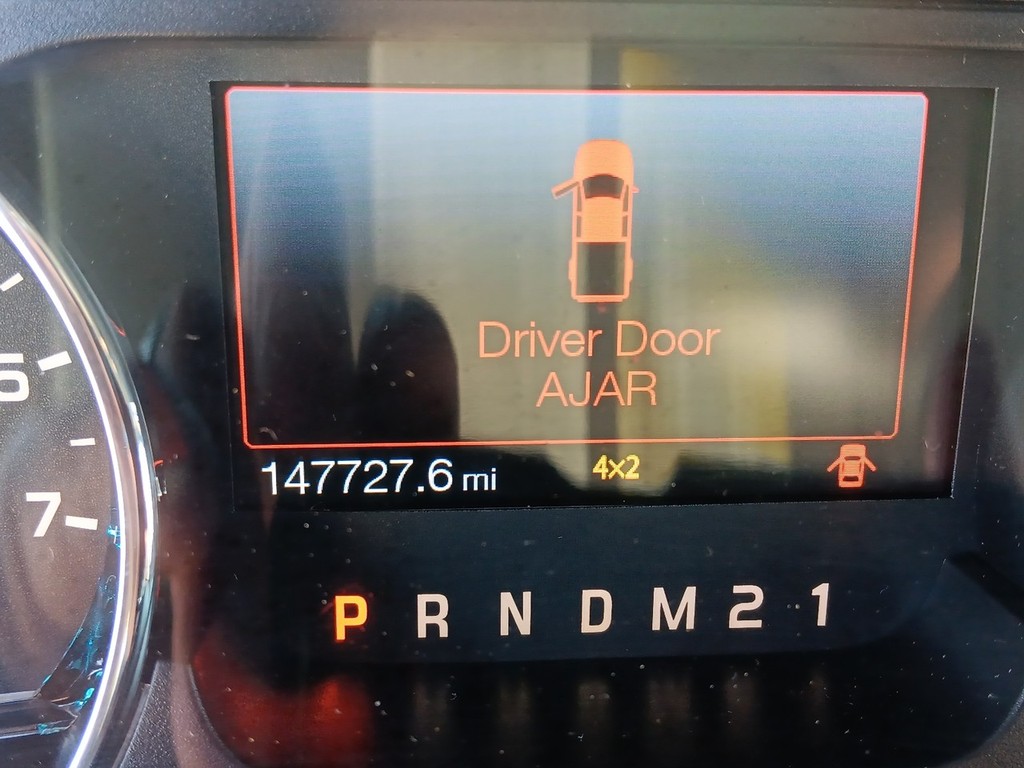 Driver Door
AJAR
5
147727.6 mi 4x2
7
P R N D M 2 1